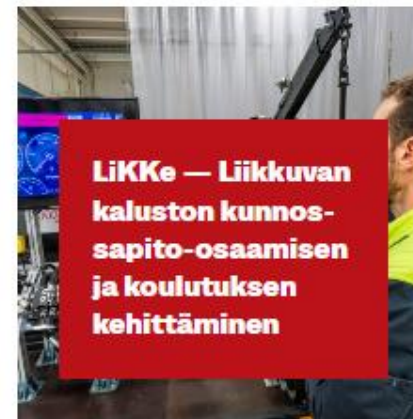 LiKKe — Liikkuvan
kaluston kunnos-
sapito-osaamisen
ja koulutuksen
kehittäminen